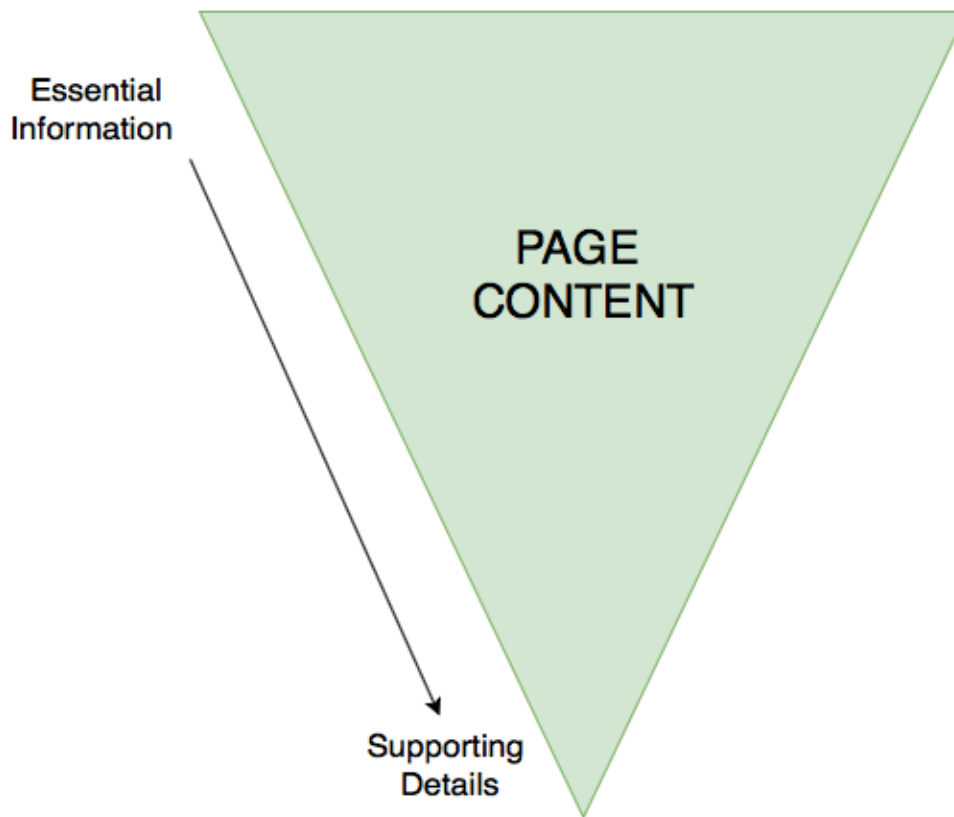 Essential
Information
PAGE
CONTENT
Supporting
Details